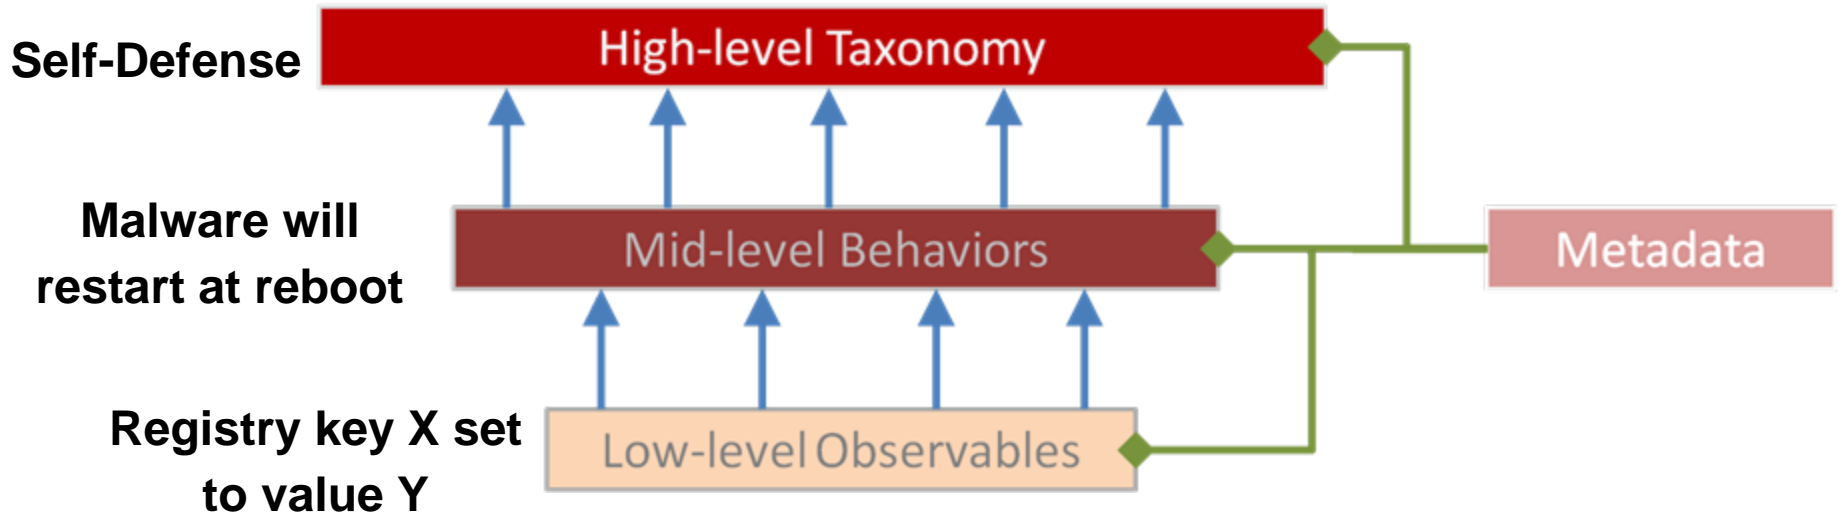 Self-Defense
High-level Taxonomy
Malware will
restart at reboot
Mid-level Behaviors
Metadata
Registry key X set
to value Y
Low-level Observables